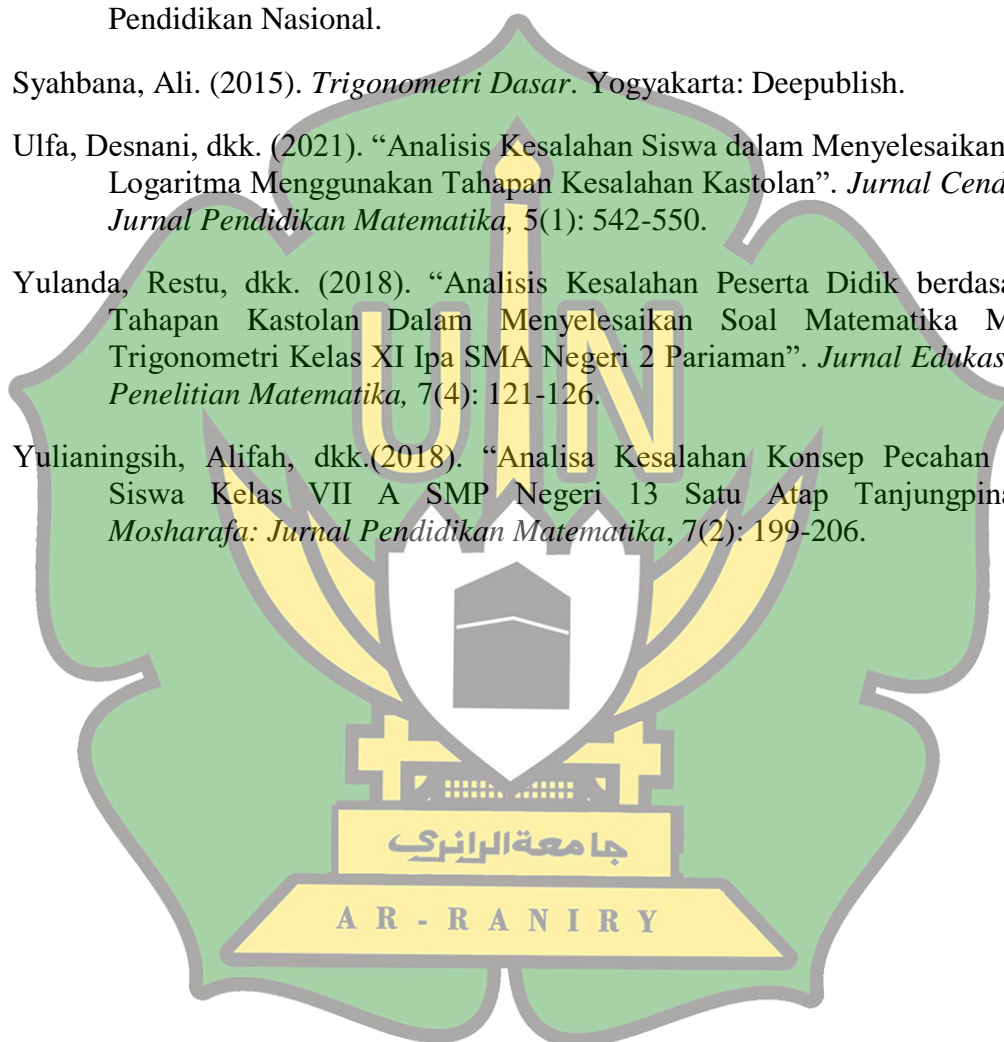 Pendidikan Nasional.
Syahbana, Ali. (2015). Trigonometri Dasar. Yogyakarta: Deepublish.
Ulfa, Desnani, dkk. (2021). “Analisis Kesalahan Siswa dalam Menyelesaikan
Logaritma Menggunakan Tahapan Kesalahan Kastolan”. Jurnal Cend
Jurnal Pendidikan Matematika, 5(1): 542-550.
Yulanda, Restu, dkk. (2018). “Analisis Kesalahan Peserta Didik berdasa
Tahapan Kastolan Dalam Menyelesaikan Soal Matematika M
Trigonometri Kelas XI Ipa SMA Negeri 2 Pariaman”. Jurnal Edukas
Penelitian Matematika, 7(4): 121-126.
Yulianingsih, Alifah, dkk.(2018). “Analisa Kesalahan Konsep Pecahan
Siswa Kelas VII A SMP Negeri 13 Satu Atap Tanjungpina
Mosharafa: Jurnal Pendidikan Matematika, 7(2): 199-206.
UIN
جامعةالرانري
AR-RANIRY